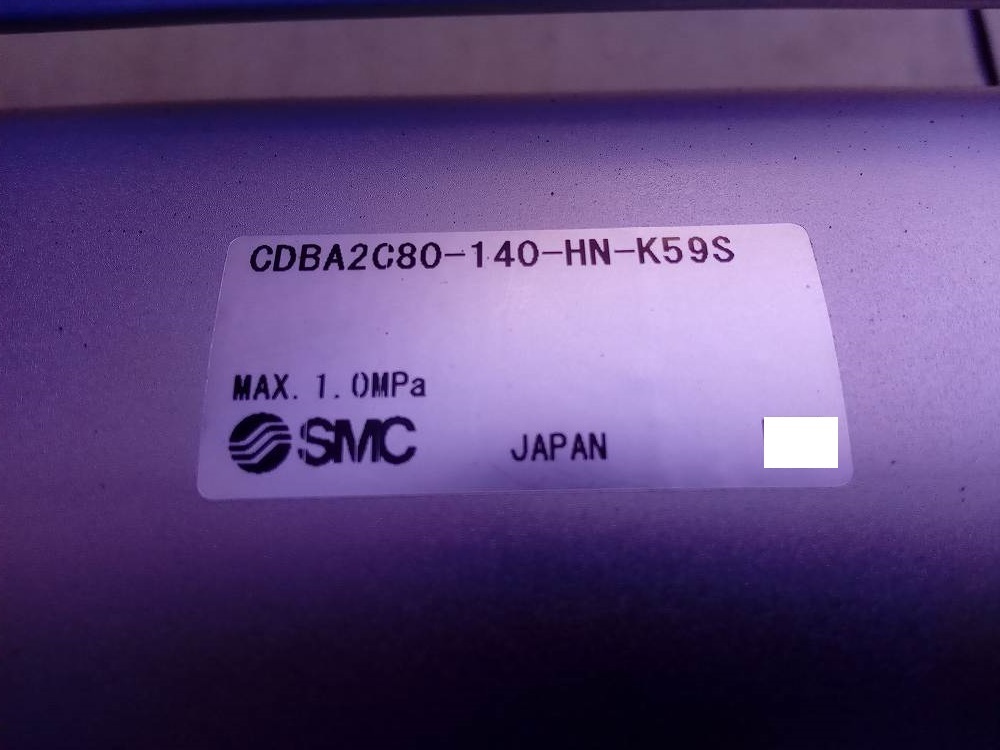 CDBA2C80-140-HN-K59S
MAX. 1.0MPa
SMC JAPAN